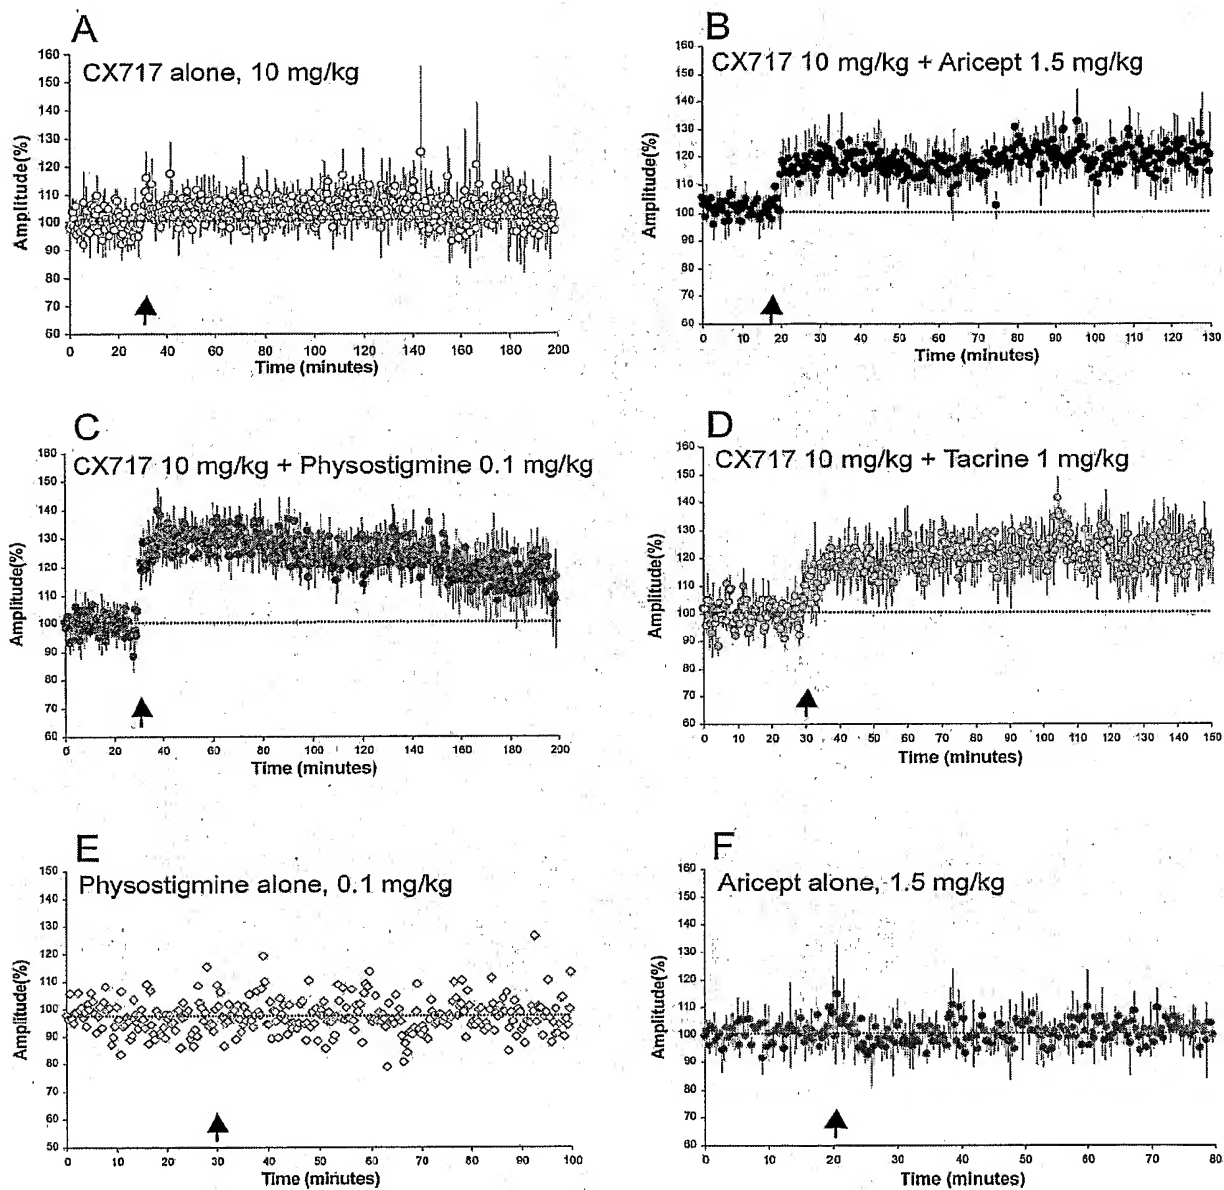 A
CX717 alone, 10 mg/kg
160
150
140
130
120
110
100
90
80
70
60
Amplitude(%)
0 20 40 60 80 100 120 140 160 180 200
Time (minutes)
B
CX717 10 mg/kg + Aricept 1.5 mg/kg
160
150
140
130
120
110
100
90
80
70
60
Amplitude(%)
0 10 20 30 40 50 60 70 80 90 100 110 120 130
Time (minutes)
C
CX717 10 mg/kg + Physostigmine 0.1 mg/kg
180
170
160
150
140
130
120
110
100
90
80
70
60
Amplitude(%)
0 20 40 60 80 100 120 140 160 180 200
Time (minutes)
D
CX717 10 mg/kg + Tacrine 1 mg/kg
160
150
140
130
120
110
100
90
80
70
60
Amplitude(%)
0 10 20 30 40 50 60 70 80 90 100 110 120 130 140 150
Time (minutes)
E
Physostigmine alone, 0.1 mg/kg
150
140
130
120
110
100
90
80
70
60
50
Amplitude(%)
0 10 20 30 40 50 60 70 80 90 100
Time (minutes)
F
Aricept alone, 1.5 mg/kg
160
150
140
130
120
110
100
90
80
70
60
Amplitude(%)
0 10 20 30 40 50 60 70 80
Time (minutes)